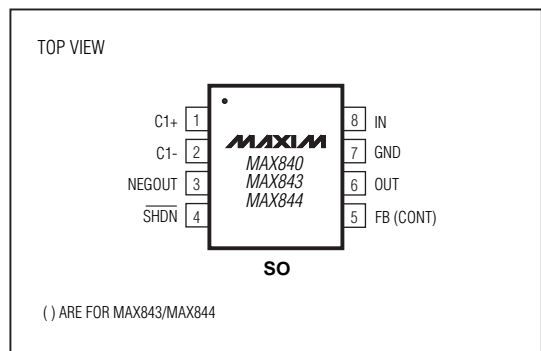 TOP VIEW
C1+ 1
C1- 2
NEGOUT 3
SHDN 4
MAXIM
MAX840
MAX843
MAX844
8 IN
7 GND
6 OUT
5 FB (CONT)
SO
( ) ARE FOR MAX843/MAX844